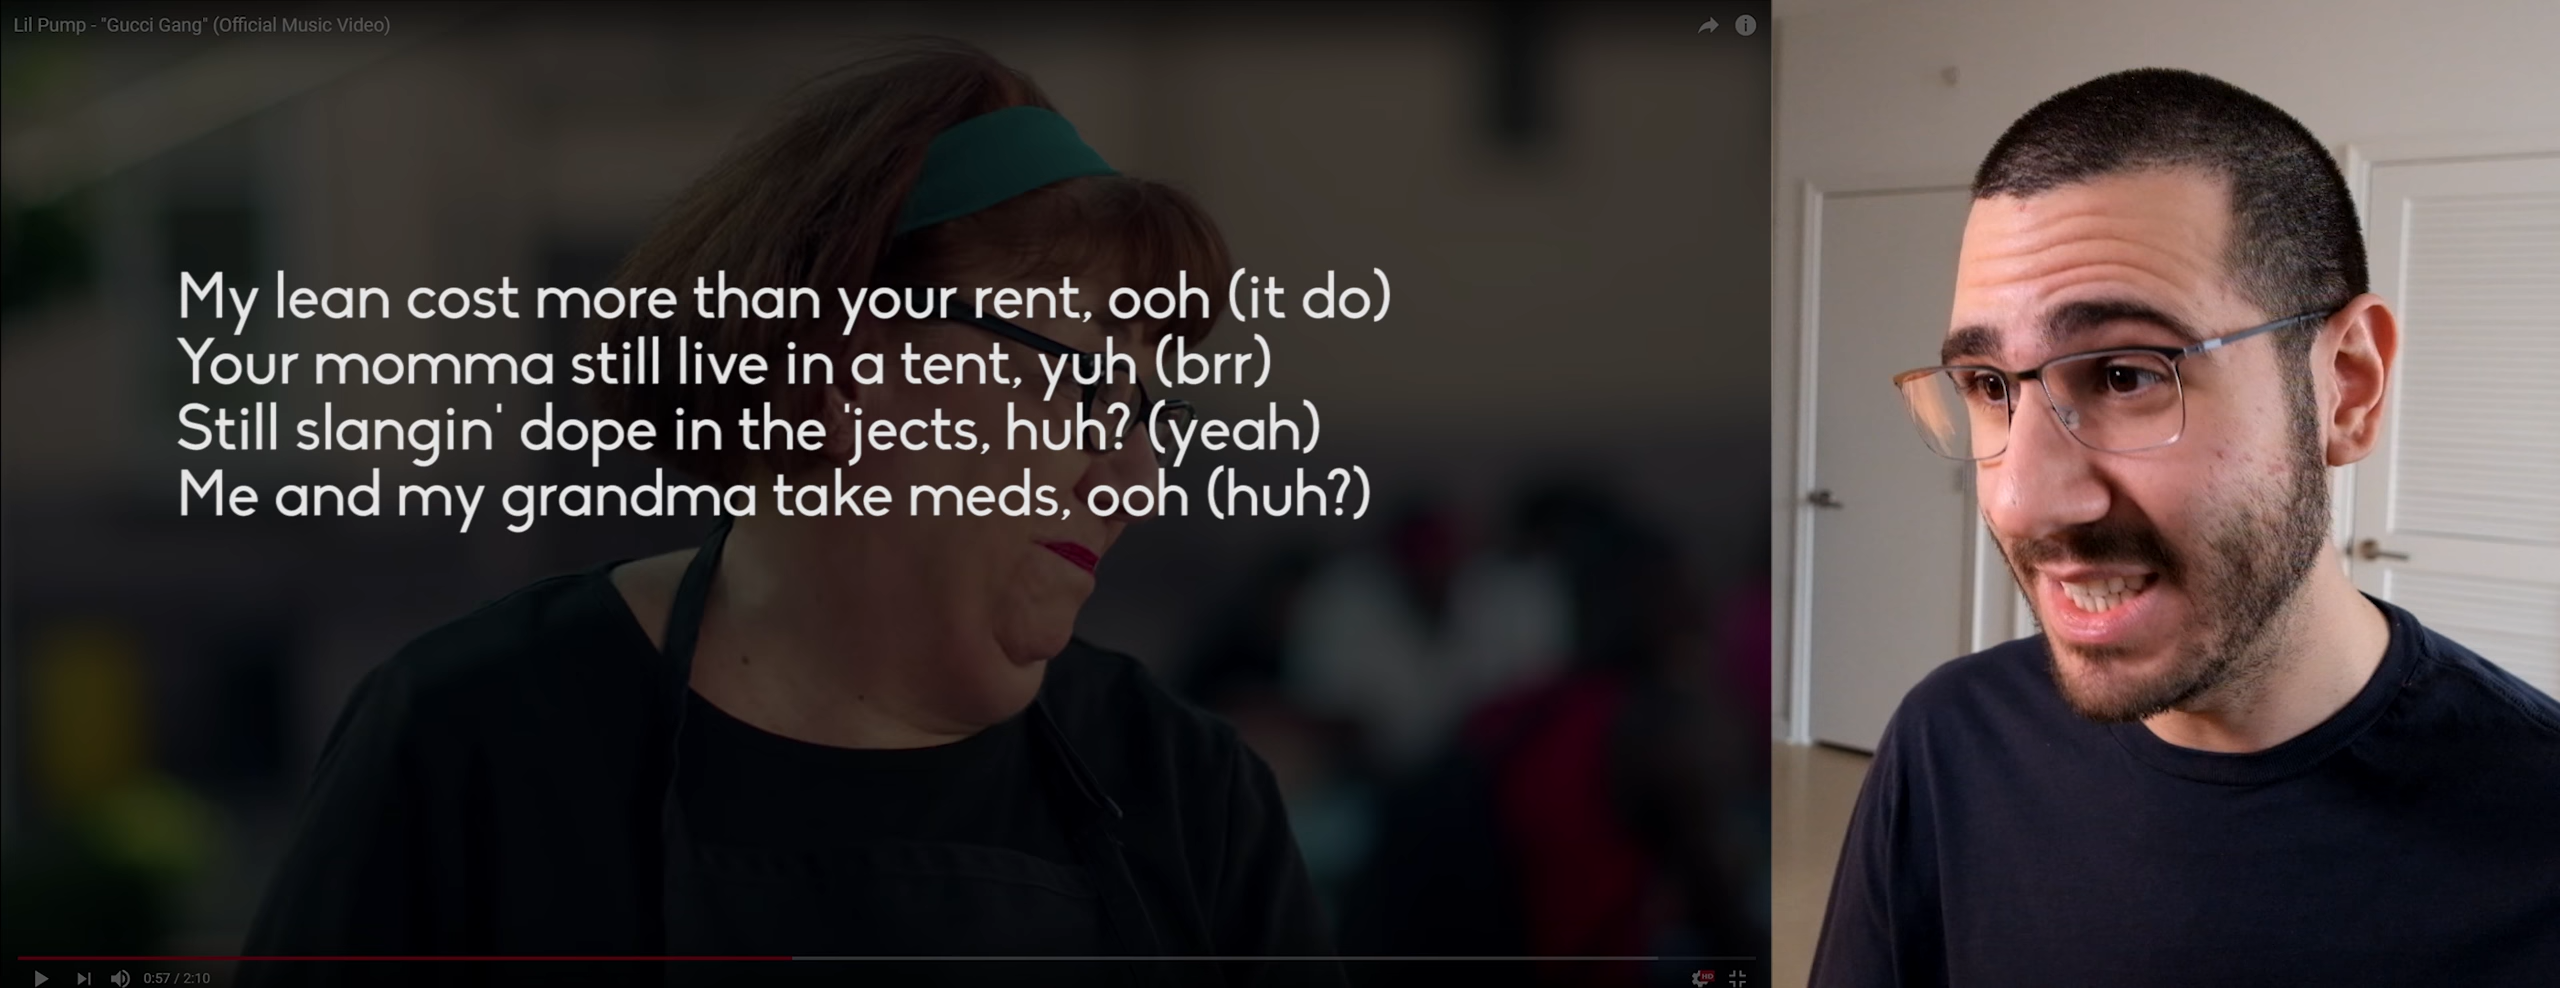 Lil Pump - "Gucci Gang" (Official Music Video)
My lean cost more than your rent, ooh (it do)
Your momma still live in a tent, yuh (brr)
Still slangin' dope in the 'jects, huh? (yeah)
Me and my grandma take meds, ooh (huh?)
0:57 / 2:10
HD